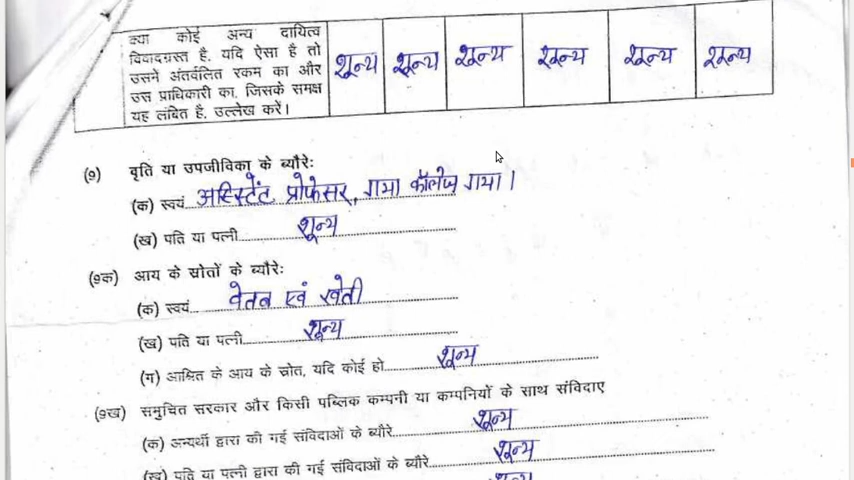 क्या कोई अन्य दायित्व
विवादग्रस्त है. यदि ऐसा है तो
उसने अंतर्वलित रकम का और
उस प्राधिकारी का, जिसके समक्ष
यह लंबित है, उल्लेख करें।
शून्य शून्य शून्य शून्य शून्य शून्य
(9) वृति या उपजीविका के ब्यौरेः
(क) स्वयं असिस्टेंट प्रोफेसर, गया कॉलेज गया।
(ख) पति या पत्नी शून्य
(9क) आय के स्रोतों के ब्यौरेः
(क) स्वयं वेतन एवं खेती
(ख) पति या पत्नी शून्य
(ग) आश्रित के आय के स्रोत, यदि कोई हो शून्य
(9ख) समुचित सरकार और किसी पब्लिक कम्पनी या कम्पनियों के साथ संविदाए
(क) अभ्यर्थी द्वारा की गई संविदाओं के ब्यौरे शून्य
(ख) पति या पत्नी द्वारा की गई संविदाओं के ब्यौरे शून्य